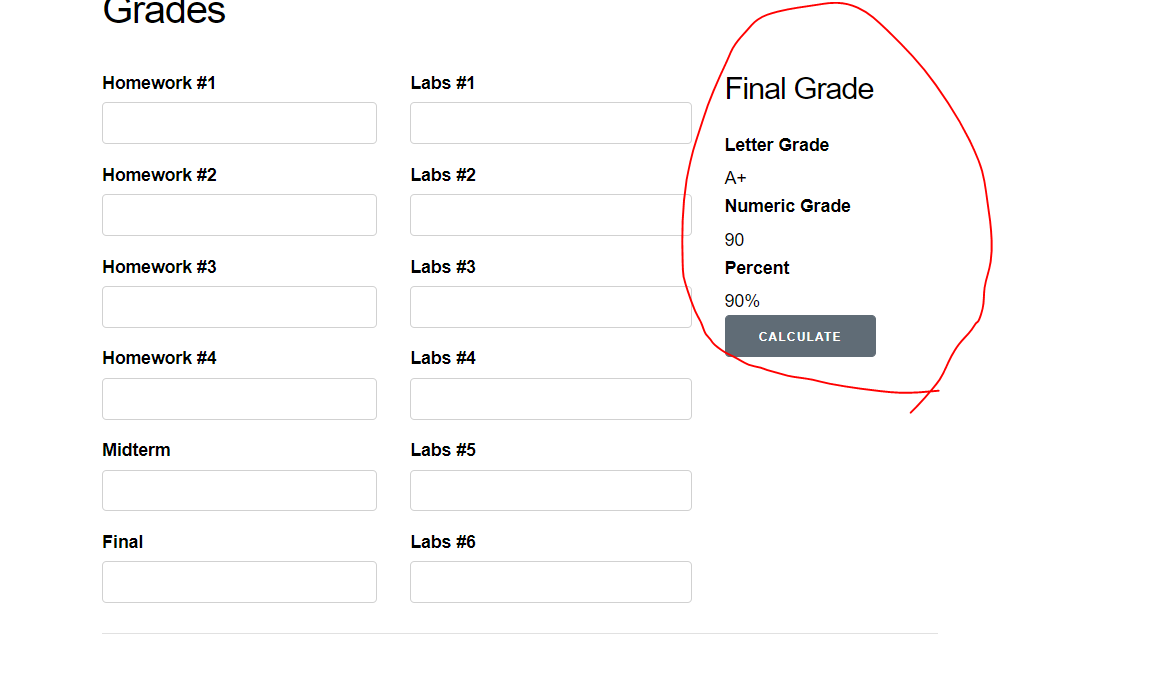 Grades
Homework #1
Homework #2
Homework #3
Homework #4
Midterm
Final
Labs #1
Labs #2
Labs #3
Labs #4
Labs #5
Labs #6
Final Grade
Letter Grade
A+
Numeric Grade
90
Percent
90%
CALCULATE